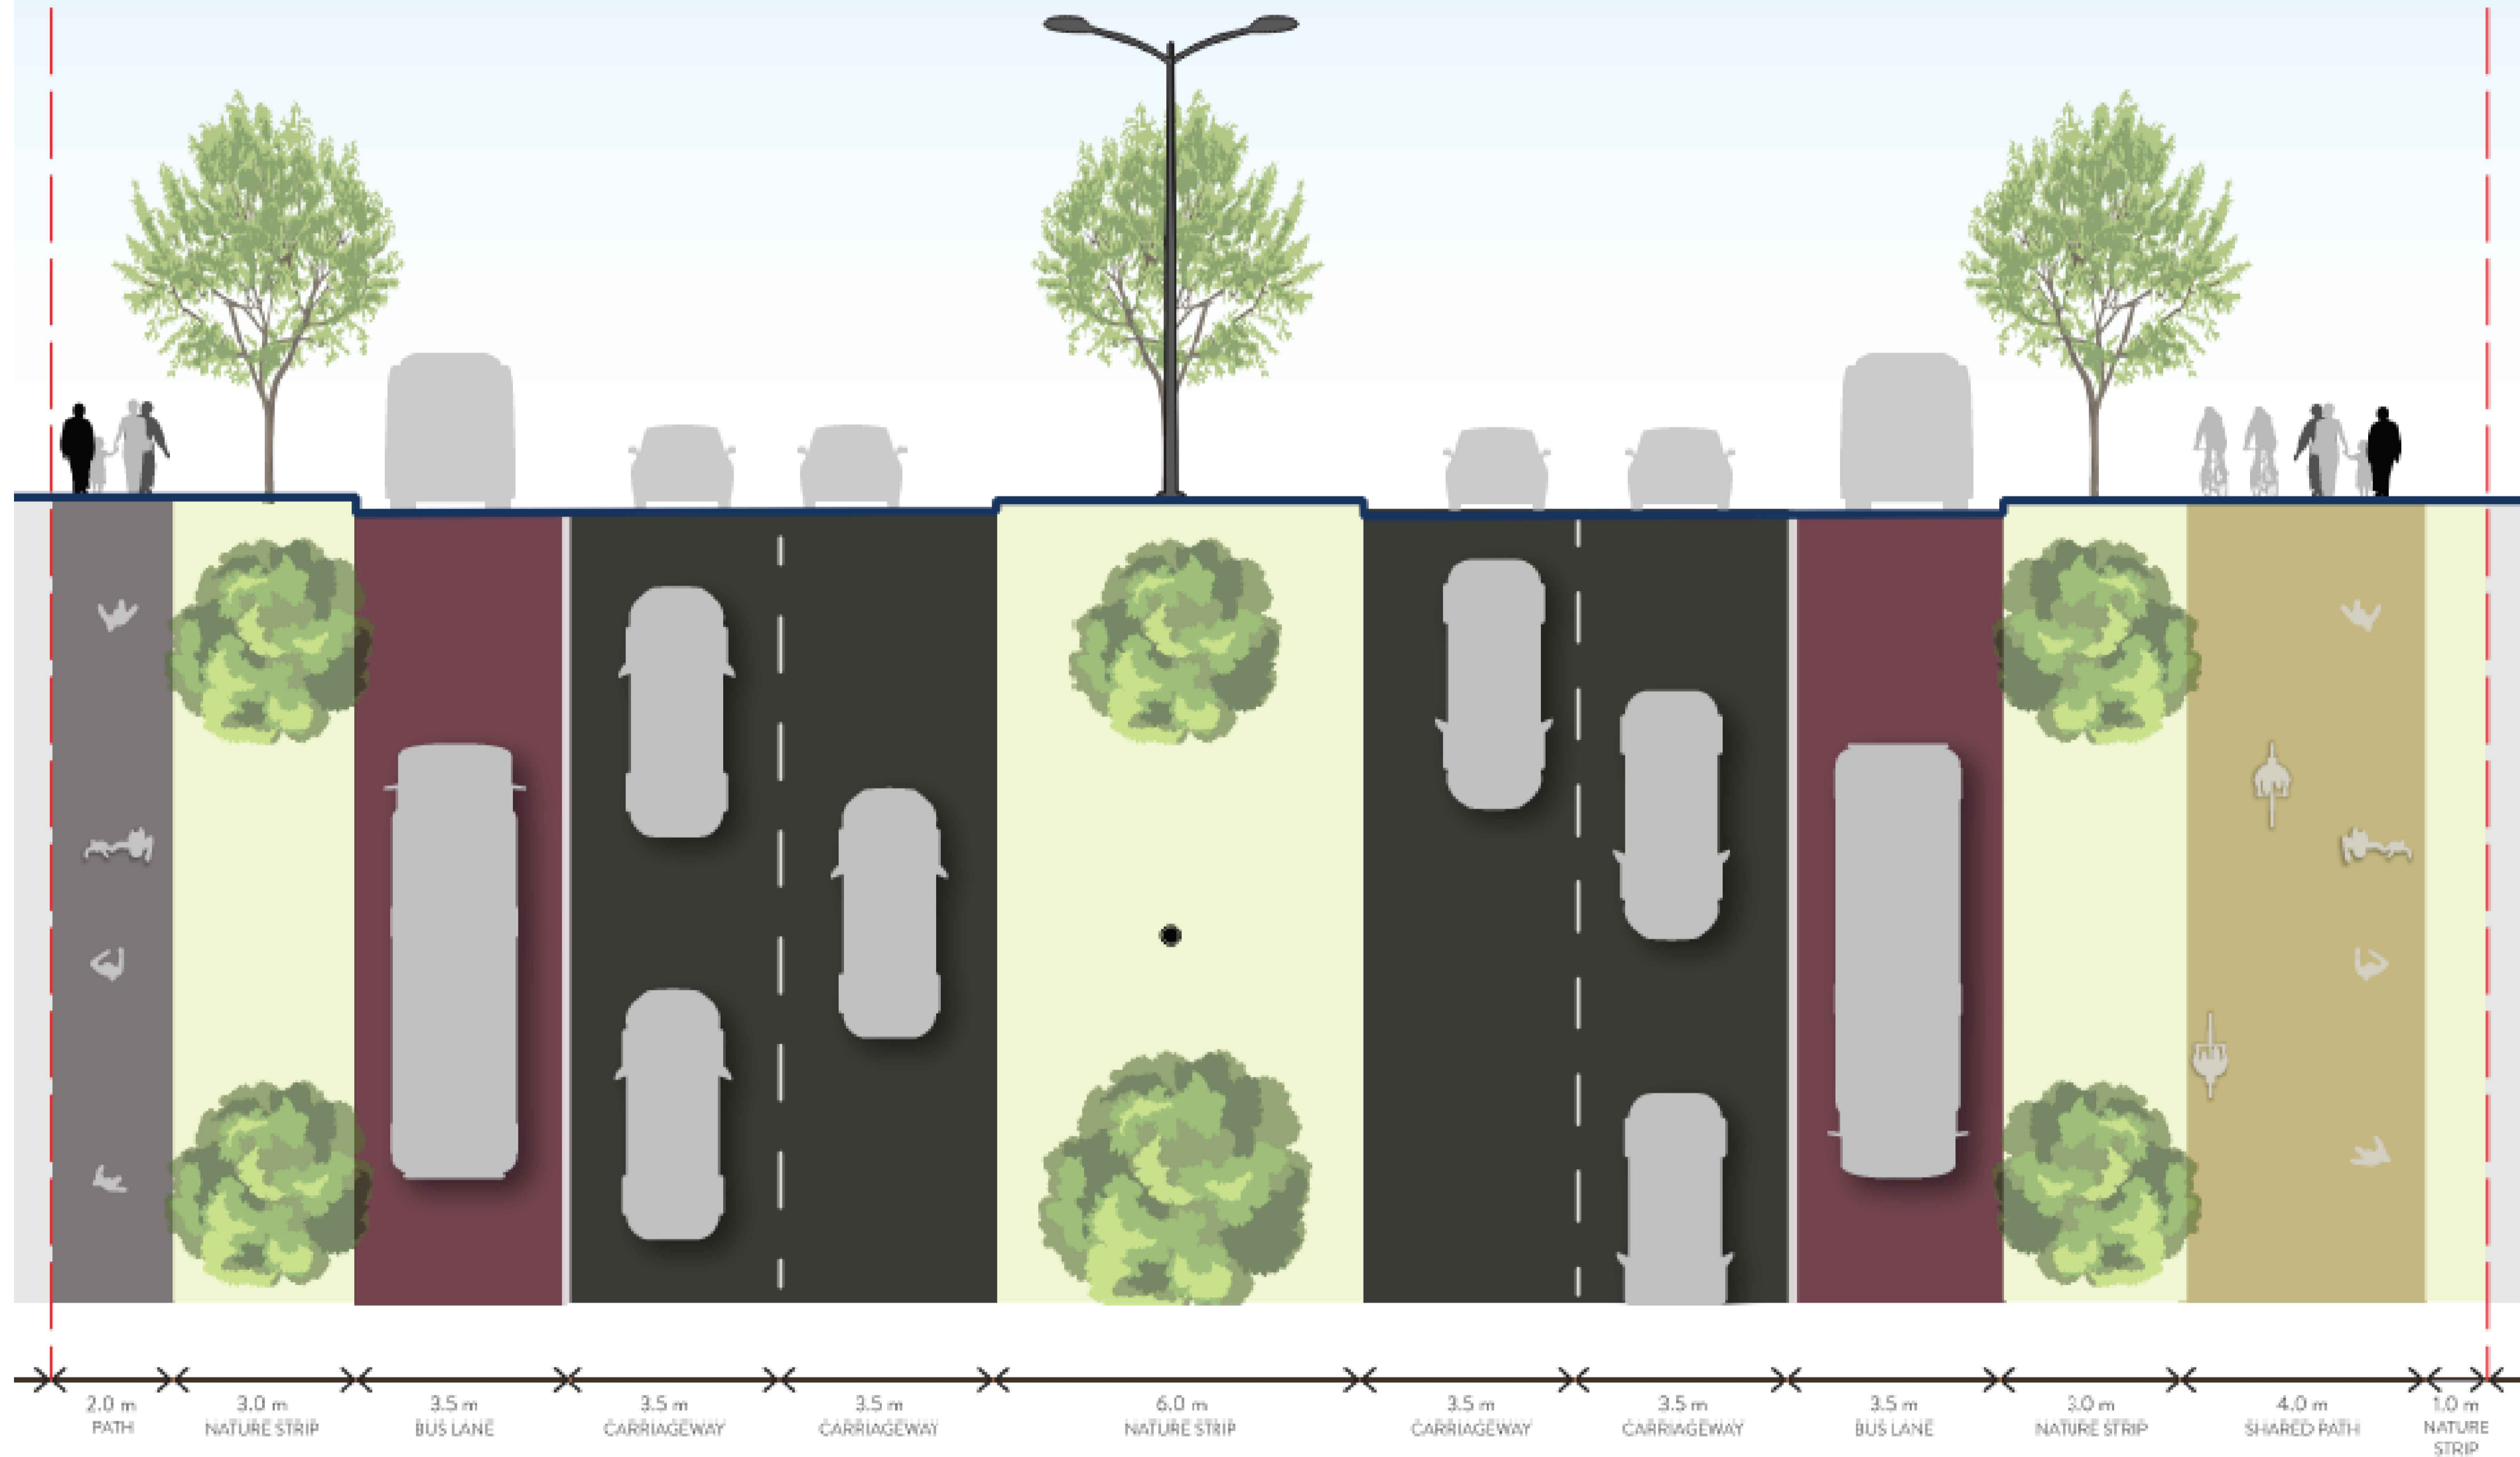 2.0 m
PATH
3.0 m
NATURE STRIP
3.5 m
BUS LANE
3.5 m
CARRIAGEWAY
3.5 m
CARRIAGEWAY
6.0 m
NATURE STRIP
3.5 m
CARRIAGEWAY
3.5 m
CARRIAGEWAY
3.5 m
BUS LANE
3.0 m
NATURE STRIP
4.0 m
SHARED PATH
1.0 m
NATURE
STRIP